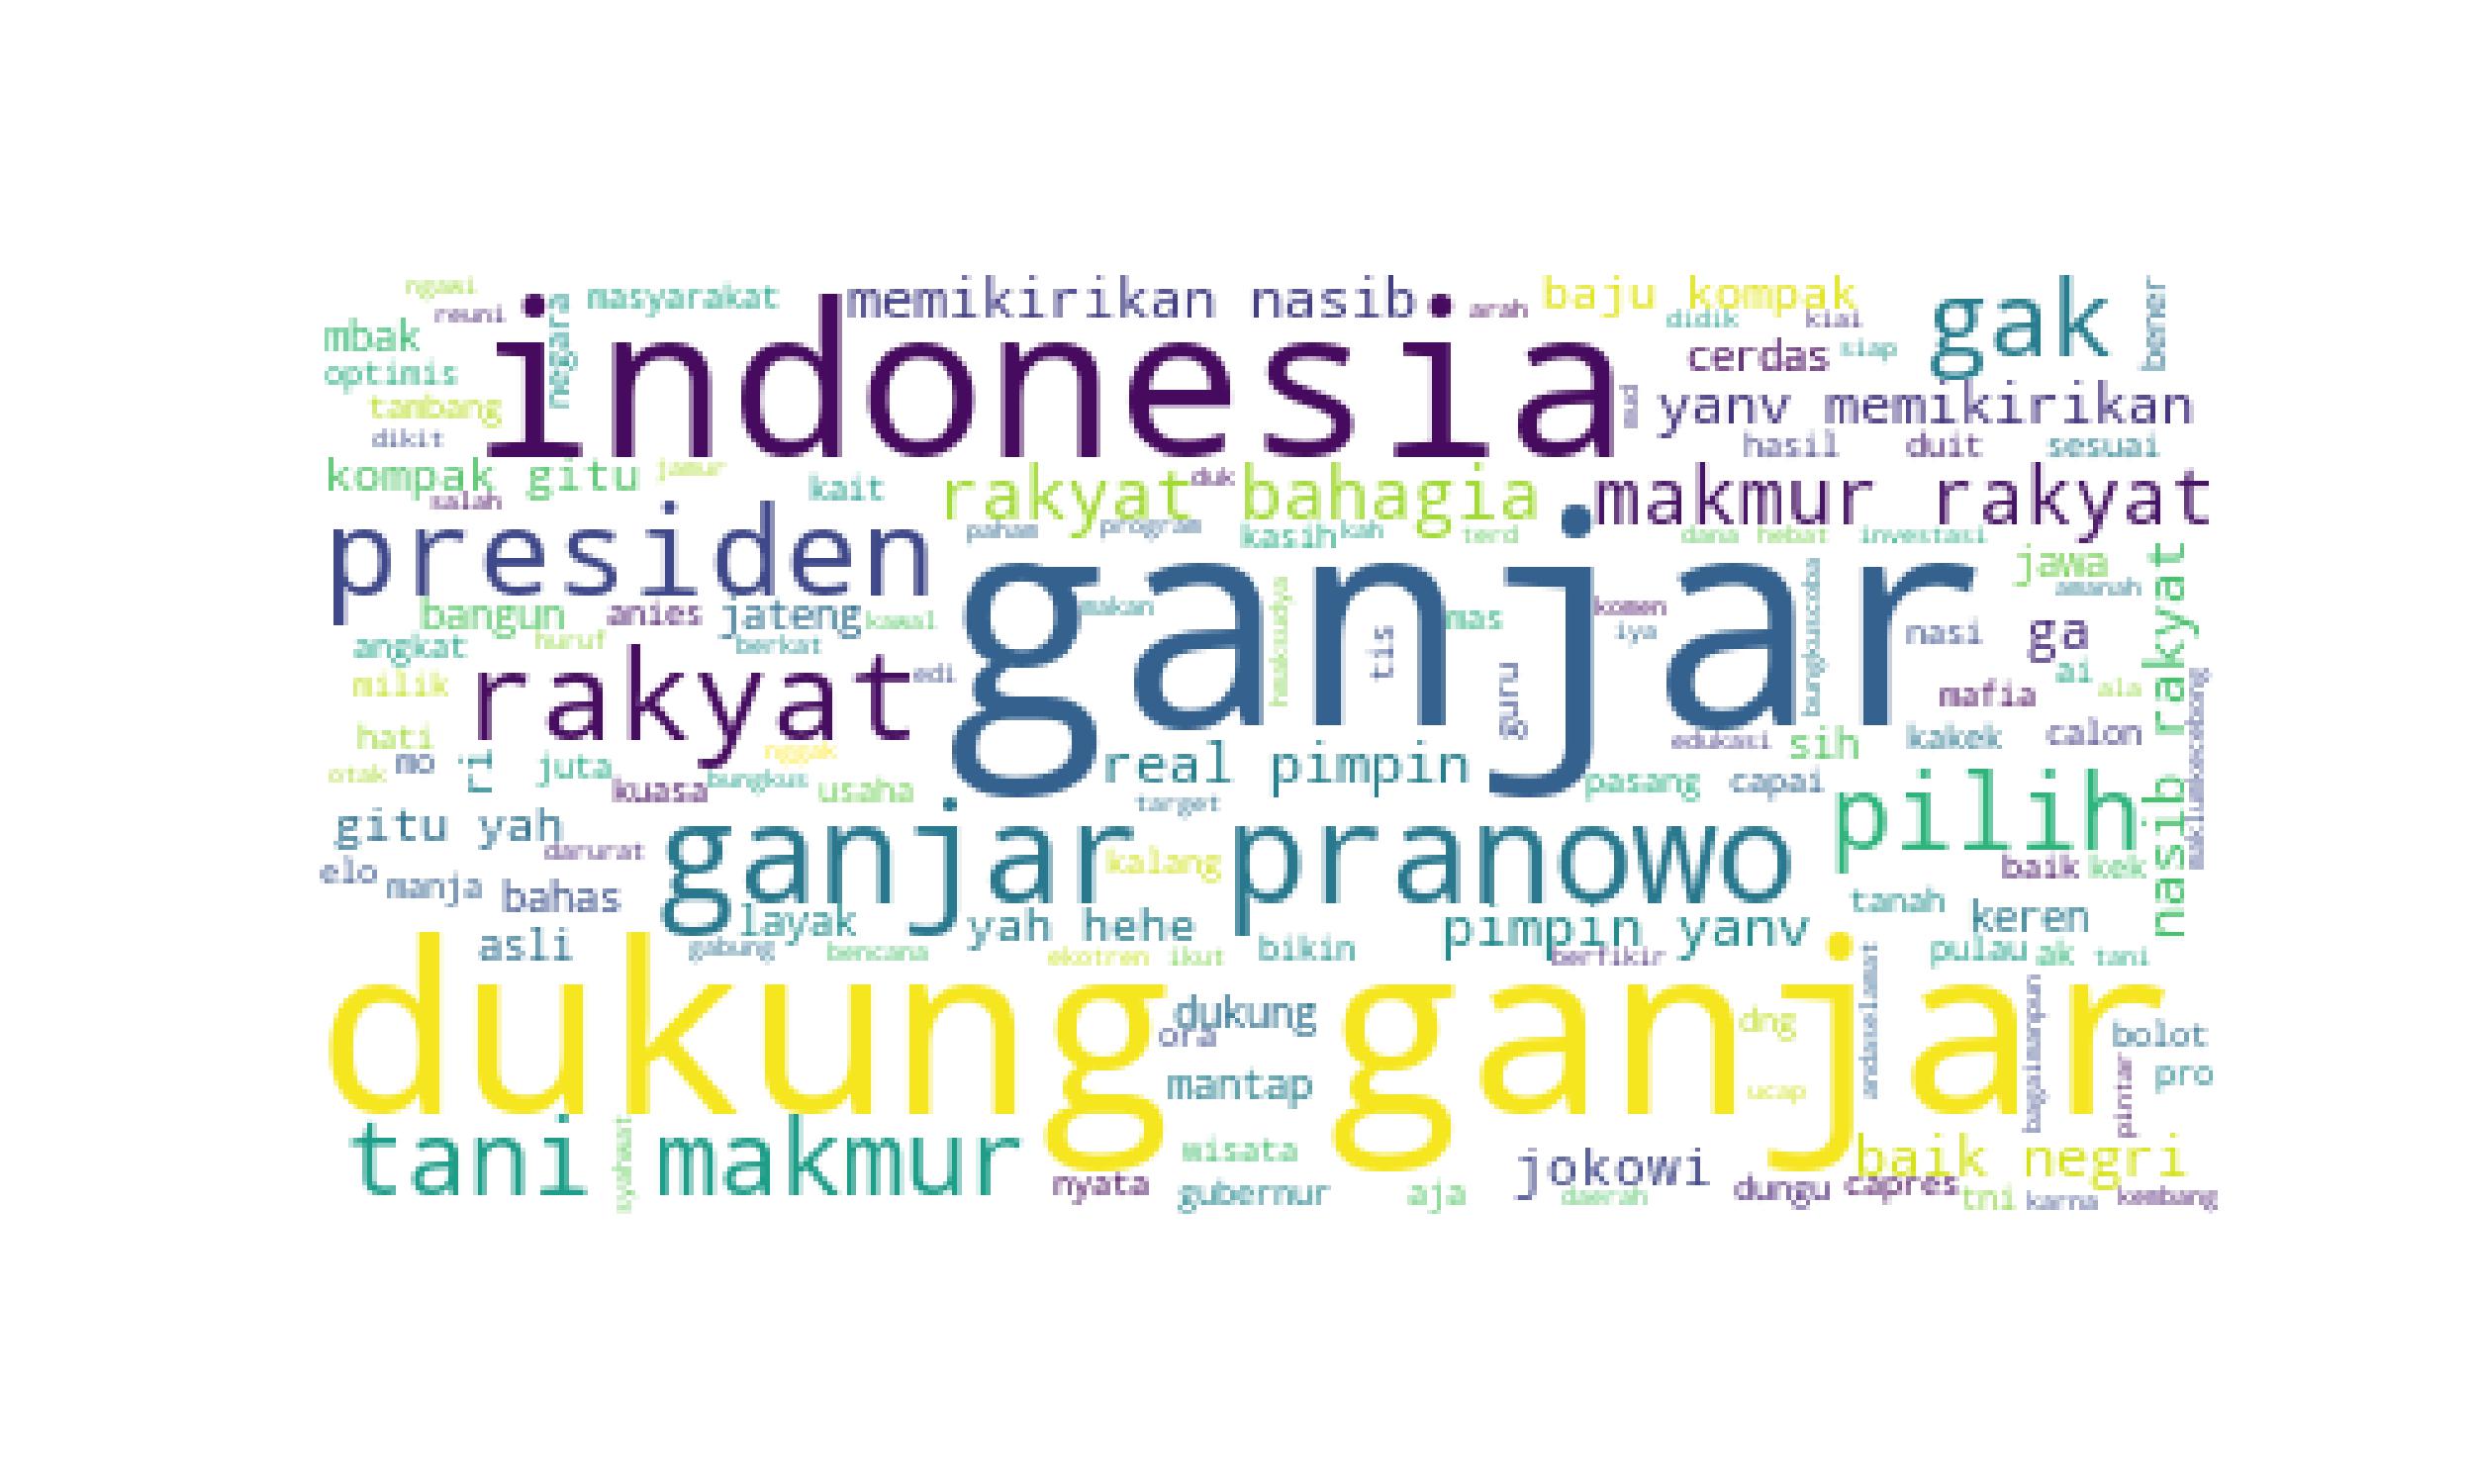 ngawi
reuni
masyarakat
memikirikan nasib
arah
baju kompak
didik
kiai
gak
bener
mbak
negara
indonesia
cerdas
siap
optimis
tambang
dikit
yanv memikirikan
hasil
duit
sesuai
kompak gitu
jamur
salah
kait
rakyat bahagia
duk
makmur rakyat
presiden
paham
program
kasih
kah
terd
dana
hebat
investasi
ganjar
jawa
amanah
bangun
anies
jateng
kawal
makan
mas
komen
iya
bungkuscoba
nasi
ga
nasib rakyat
angkat
huruf
berkat
rakyat
edi
tis
guru
milik
mafia
ai
ala
hati
no
ri
juta
nggak
real pimpin
edukasi
sih
kakek
calon
otak
kuasa
bungkus
usaha
target
pasang
capai
pilih
gitu yah
darurat
ganjar pranowo
kalang
baik
kek
elo
manja
bahas
layak
yah hehe
pimpin yanv
tanah
keren
asli
gabung
bencana
ekotren
ikut
bikin
berfikir
pulau
ak
tani
dukung ganjar
dukung
ora
dng
andaselamat
bagaimanapun
bolot
mantap
ucap
pintar
pro
tani makmur
syahwat
wisata
nyata
gubernur
aja
jokowi
daerah
dungu
baik negri
capres
tni
karna
kembang